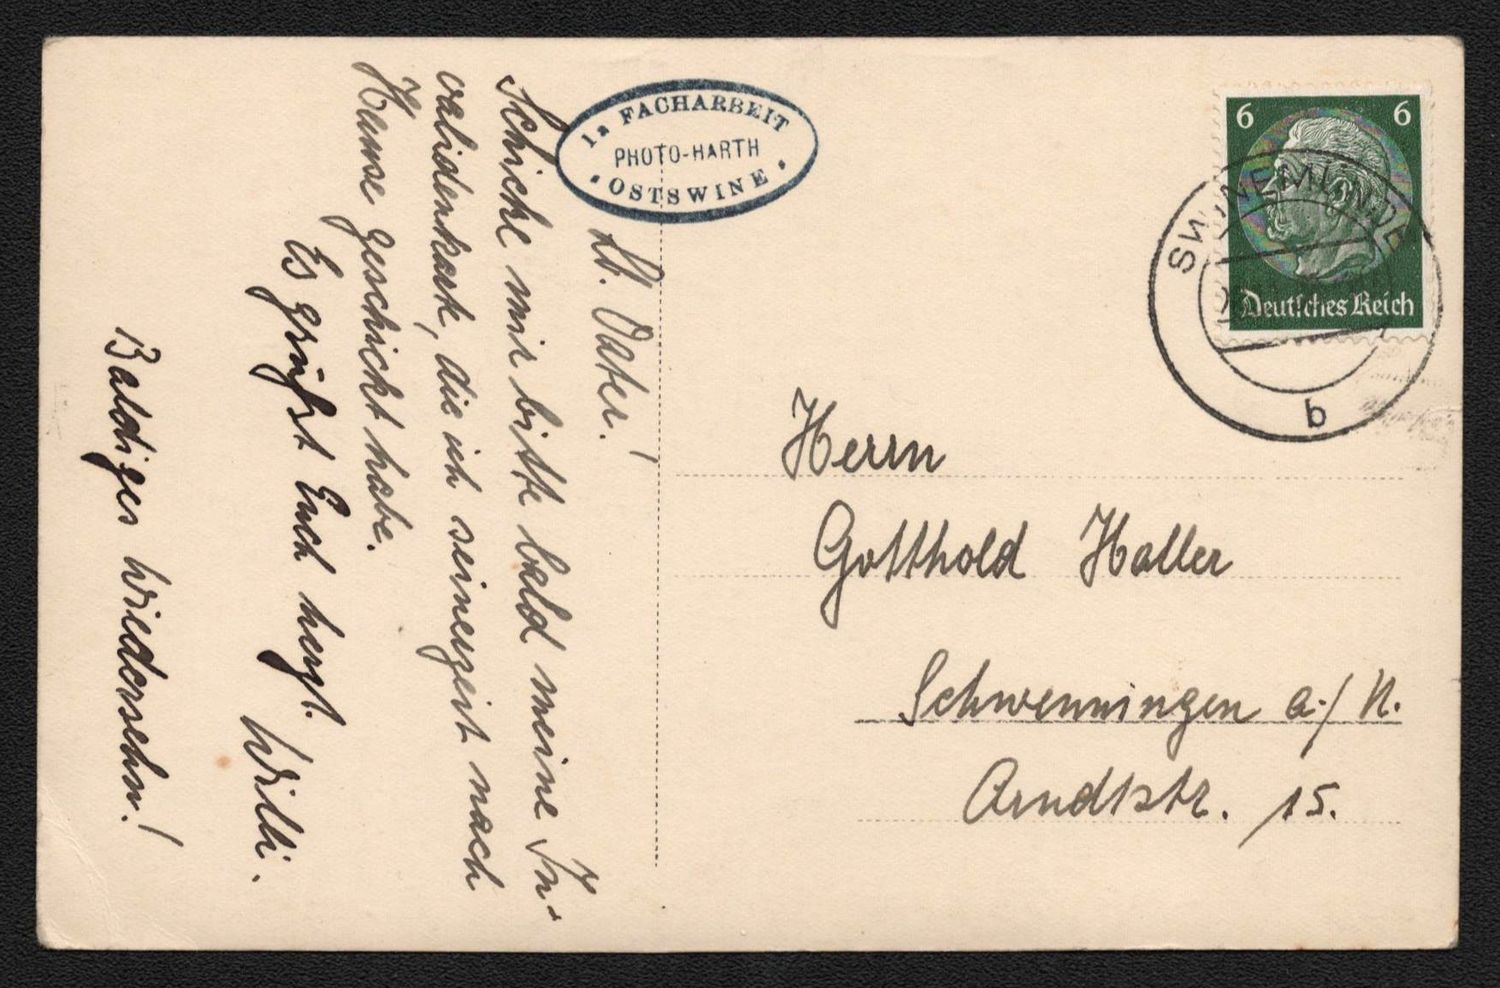 1a FACHARBEIT
PHOTO-HARTH
OSTSWINE
Lb. Vater!
Schicke mir bitte bald meine In-
validenkarte, die ich seinerzeit nach
Hause geschickt habe.
Es grüßt Euch herzl.
Willi.
Baldiges Wiedersehn!
6 6
Deutsches Reich
SWINEMÜNDE
b
Herrn
Gotthold Haller
Schwenningen a./N.
Arndtstr. 15.